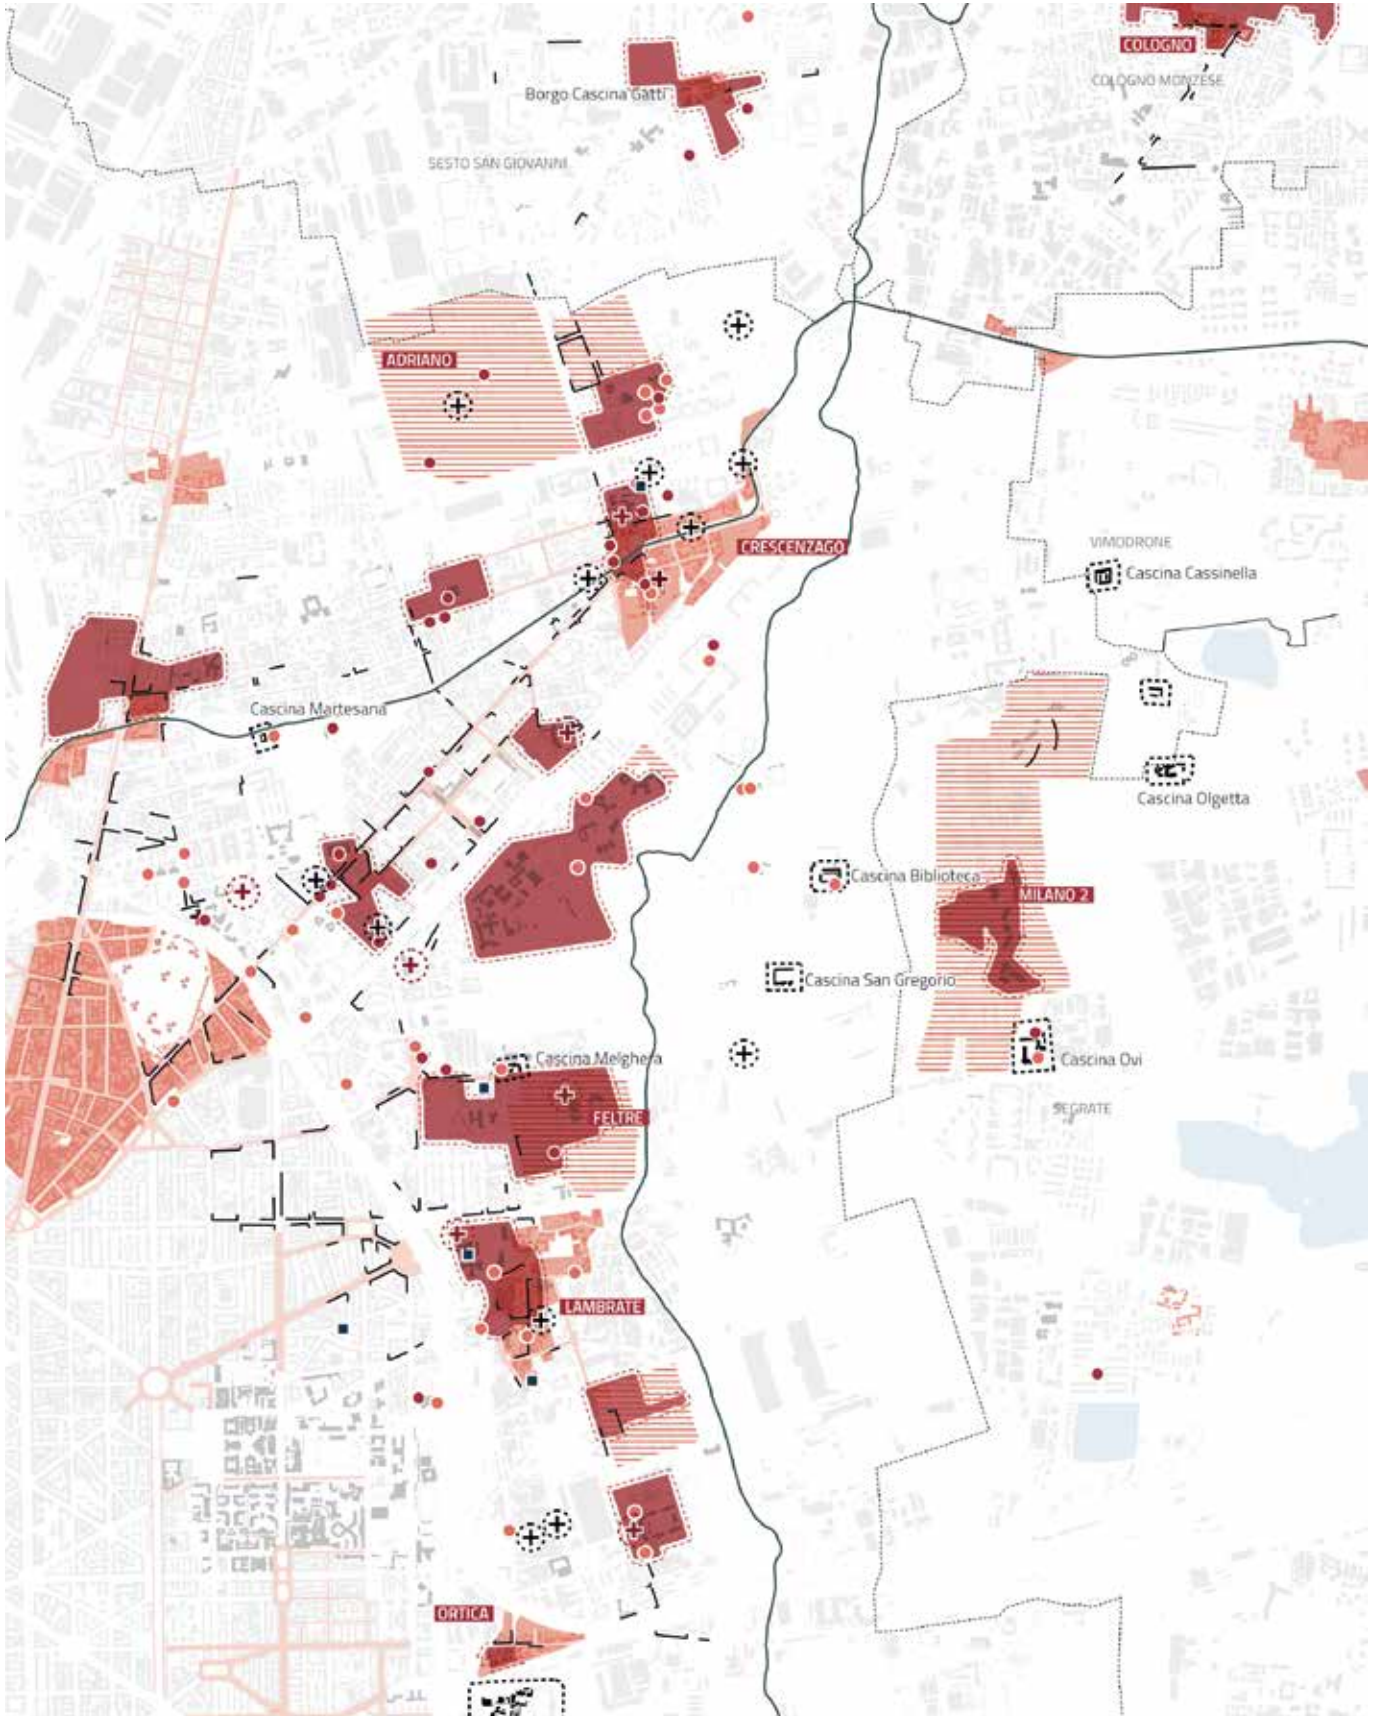 COLOGNO
COLOGNO MONZESE
Borgo Cascina Gatti
SESTO SAN GIOVANNI
ADRIANO
CRESCENZAGO
VIMODRONE
Cascina Cassinella
Cascina Martesana
Cascina Olgetta
Cascina Biblioteca
MILANO 2
Cascina San Gregorio
Cascina Melghera
Cascina Ovi
SEGRATE
FELTRE
LAMBRATE
ORTICA